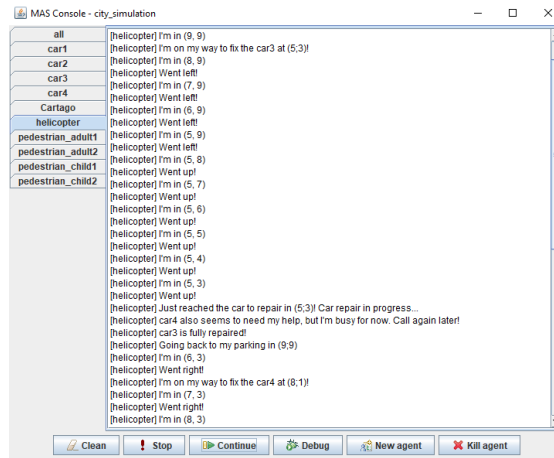 MAS Console - city_simulation
all
car1
car2
car3
car4
Cartago
helicopter
pedestrian_adult1
pedestrian_adult2
pedestrian_child1
pedestrian_child2
[helicopter] I'm in (9, 9)
[helicopter] I'm on my way to fix the car3 at (5;3)!
[helicopter] I'm in (8, 9)
[helicopter] Went left!
[helicopter] I'm in (7, 9)
[helicopter] Went left!
[helicopter] I'm in (6, 9)
[helicopter] Went left!
[helicopter] I'm in (5, 9)
[helicopter] Went left!
[helicopter] I'm in (5, 8)
[helicopter] Went up!
[helicopter] I'm in (5, 7)
[helicopter] Went up!
[helicopter] I'm in (5, 6)
[helicopter] Went up!
[helicopter] I'm in (5, 5)
[helicopter] Went up!
[helicopter] I'm in (5, 4)
[helicopter] Went up!
[helicopter] I'm in (5, 3)
[helicopter] Went up!
[helicopter] Just reached the car to repair in (5;3)! Car repair in progress...
[helicopter] car4 also seems to need my help, but I'm busy for now. Call again later!
[helicopter] car3 is fully repaired!
[helicopter] Going back to my parking in (9;9)
[helicopter] I'm in (6, 3)
[helicopter] Went right!
[helicopter] I'm on my way to fix the car4 at (8;1)!
[helicopter] I'm in (7, 3)
[helicopter] Went right!
[helicopter] I'm in (8, 3)
Clean
Stop
Continue
Debug
New agent
Kill agent